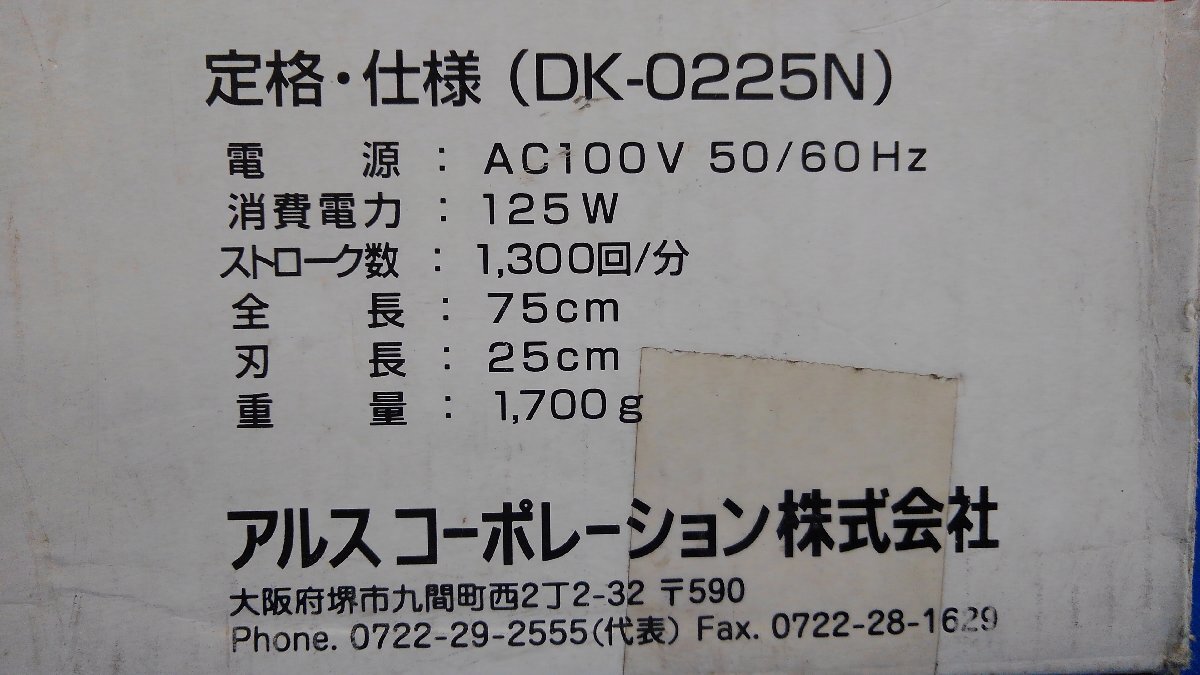 定格・仕様（DK-0225N）
電　源：AC100V 50/60Hz
消費電力：125W
ストローク数：1,300回/分
全　長：75cm
刃　長：25cm
重　量：1,700g
アルス コーポレーション株式会社
大阪府堺市九間町西2丁2-32 〒590
Phone. 0722-29-2555(代表) Fax. 0722-28-1629